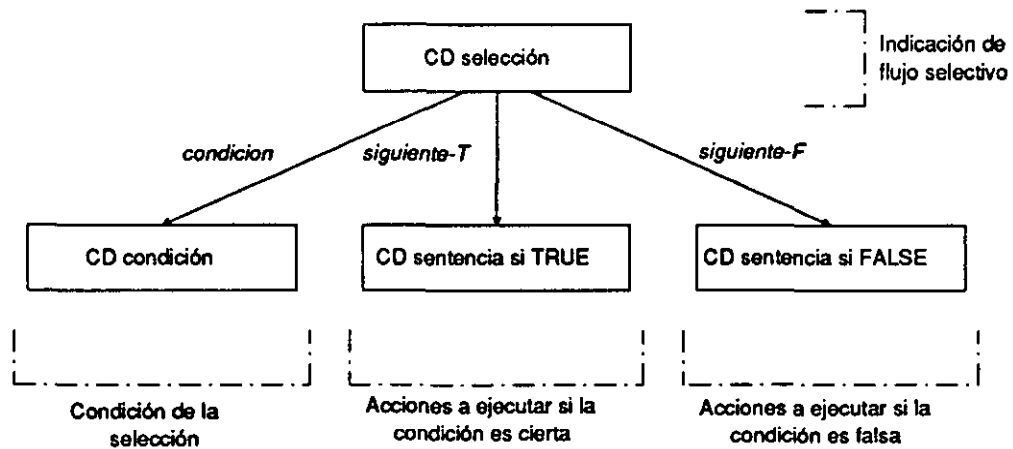 CD selección
Indicación de
flujo selectivo
condicion
siguiente-T
siguiente-F
CD condición
CD sentencia si TRUE
CD sentencia si FALSE
Condición de la
selección
Acciones a ejecutar si la
condición es cierta
Acciones a ejecutar si la
condición es falsa